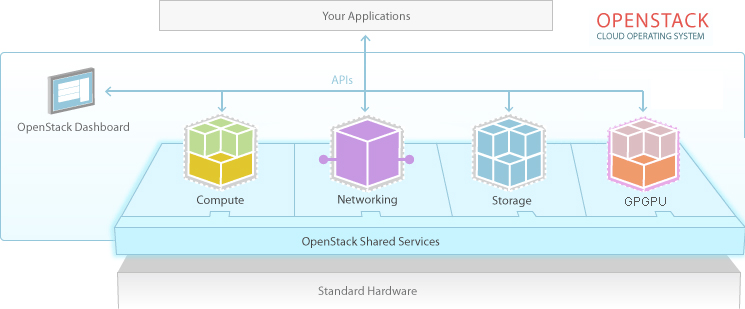 Your Applications
OPENSTACK
CLOUD OPERATING SYSTEM
APIs
OpenStack Dashboard
Compute
Networking
Storage
GPGPU
OpenStack Shared Services
Standard Hardware